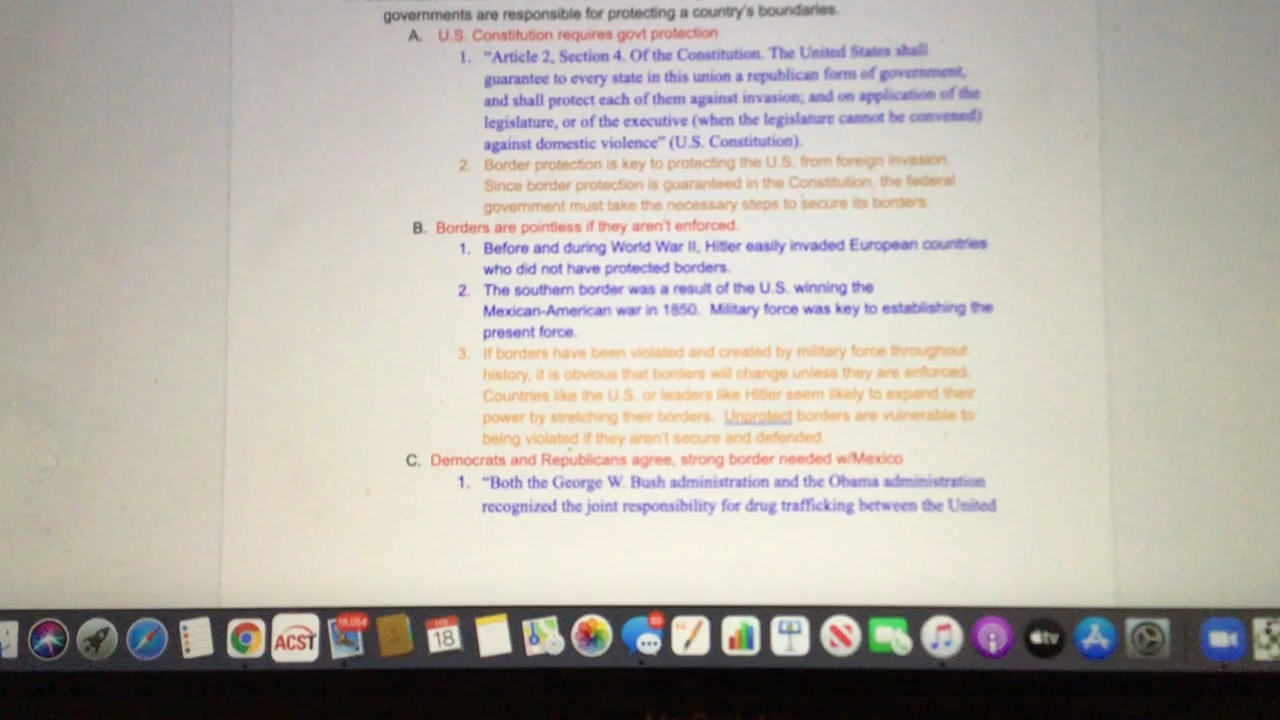 governments are responsible for protecting a country's boundaries.
A. U.S. Constitution requires govt protection
1. "Article 2, Section 4. Of the Constitution. The United States shall
guarantee to every state in this union a republican form of government,
and shall protect each of them against invasion; and on application of the
legislature, or of the executive (when the legislature cannot be convened)
against domestic violence" (U.S. Constitution).
2. Border protection is key to protecting the U.S. from foreign invasion.
Since border protection is guaranteed in the Constitution, the federal
government must take the necessary steps to secure its borders.
B. Borders are pointless if they aren't enforced.
1. Before and during World War II, Hitler easily invaded European countries
who did not have protected borders.
2. The southern border was a result of the U.S. winning the
Mexican-American war in 1850. Military force was key to establishing the
present force.
3. If borders have been violated and created by military force throughout
history, it is obvious that borders will change unless they are enforced.
Countries like the U.S. or leaders like Hitler seem likely to expand their
power by stretching their borders. Unprotect borders are vulnerable to
being violated if they aren't secure and defended.
C. Democrats and Republicans agree, strong border needed w/Mexico
1. "Both the George W. Bush administration and the Obama administration
recognized the joint responsibility for drug trafficking between the United
ACST
18
tv